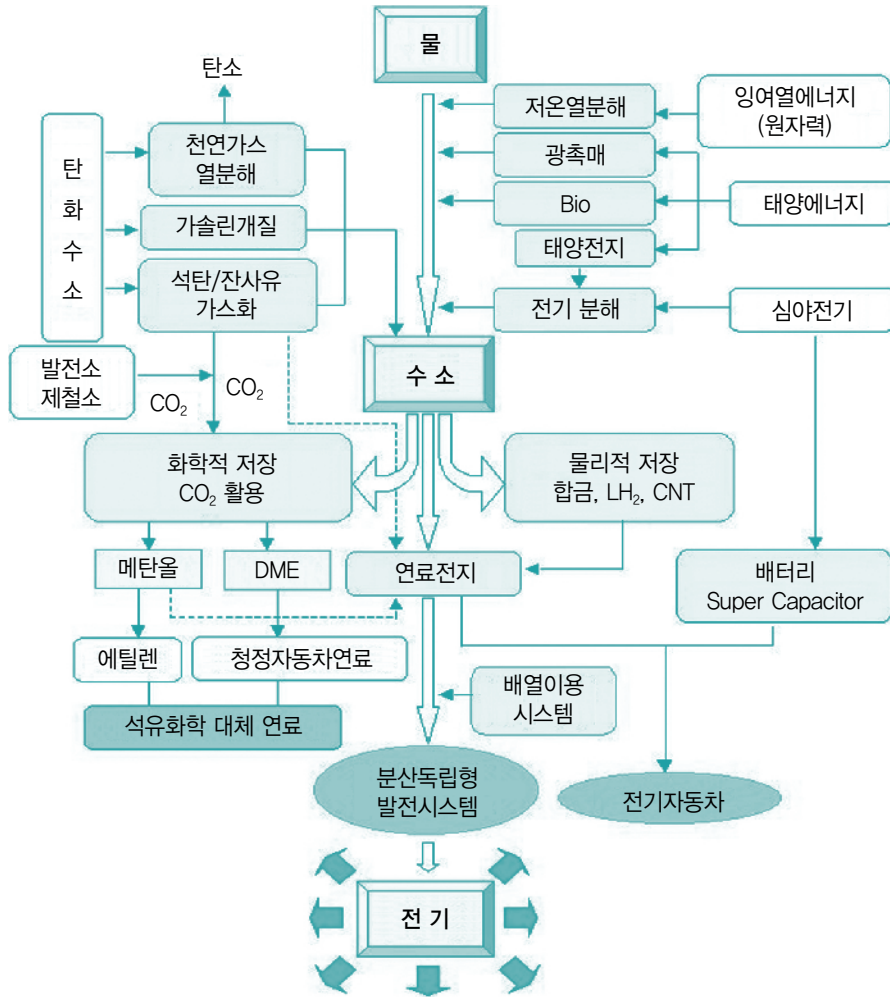 물
탄소
저온열분해
잉여열에너지
(원자력)
탄
화
수
소
천연가스
열분해
광촉매
Bio
태양에너지
가솔린개질
태양전지
석탄/잔사유
가스화
전기 분해
심야전기
발전소
제철소
CO₂
CO₂
수 소
화학적 저장
CO₂ 활용
물리적 저장
합금, LH₂, CNT
메탄올
DME
연료전지
배터리
Super Capacitor
에틸렌
청정자동차연료
배열이용
시스템
석유화학 대체 연료
분산독립형
발전시스템
전기자동차
전 기